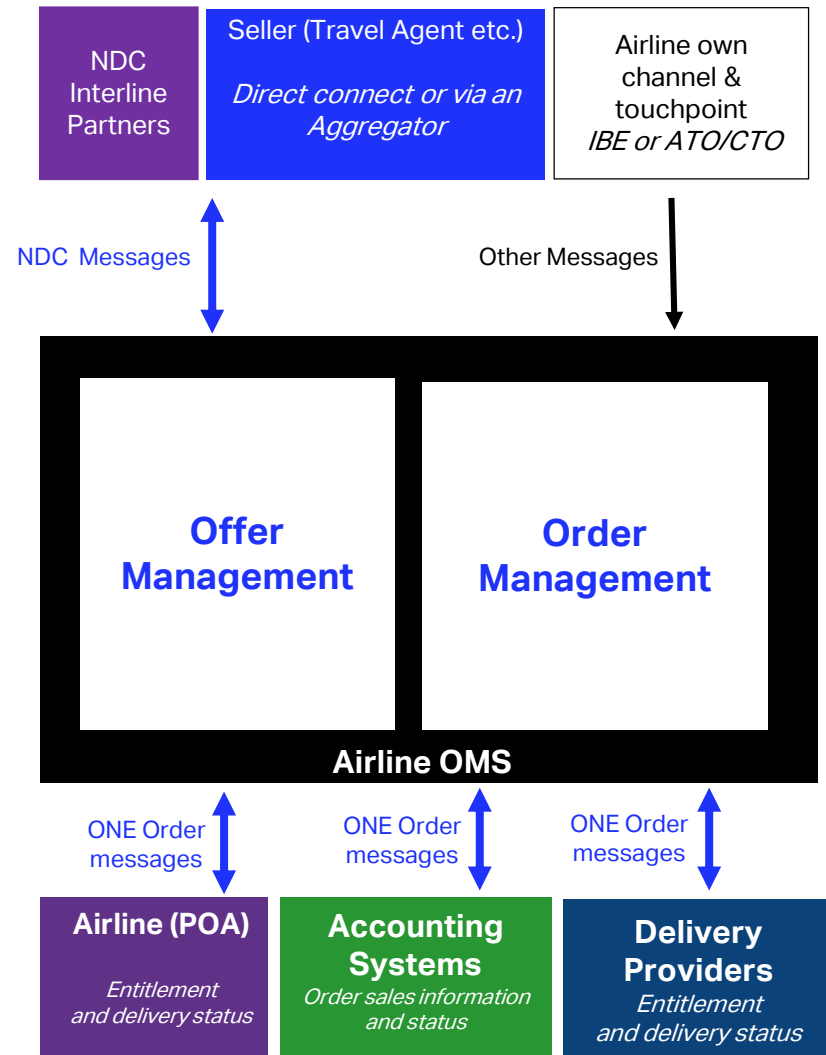 NDC
Interline
Partners
Seller (Travel Agent etc.)
Direct connect or via an
Aggregator
Airline own
channel &
touchpoint
IBE or ATO/CTO
NDC Messages
Other Messages
Offer
Management
Order
Management
Airline OMS
ONE Order
messages
ONE Order
messages
ONE Order
messages
Airline (POA)
Entitlement
and delivery status
Accounting
Systems
Order sales information
and status
Delivery
Providers
Entitlement
and delivery status